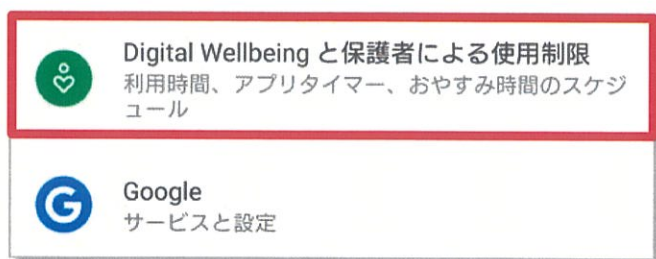 Digital Wellbeing と保護者による使用制限
利用時間、アプリタイマー、おやすみ時間のスケジ
ュール
Google
サービスと設定